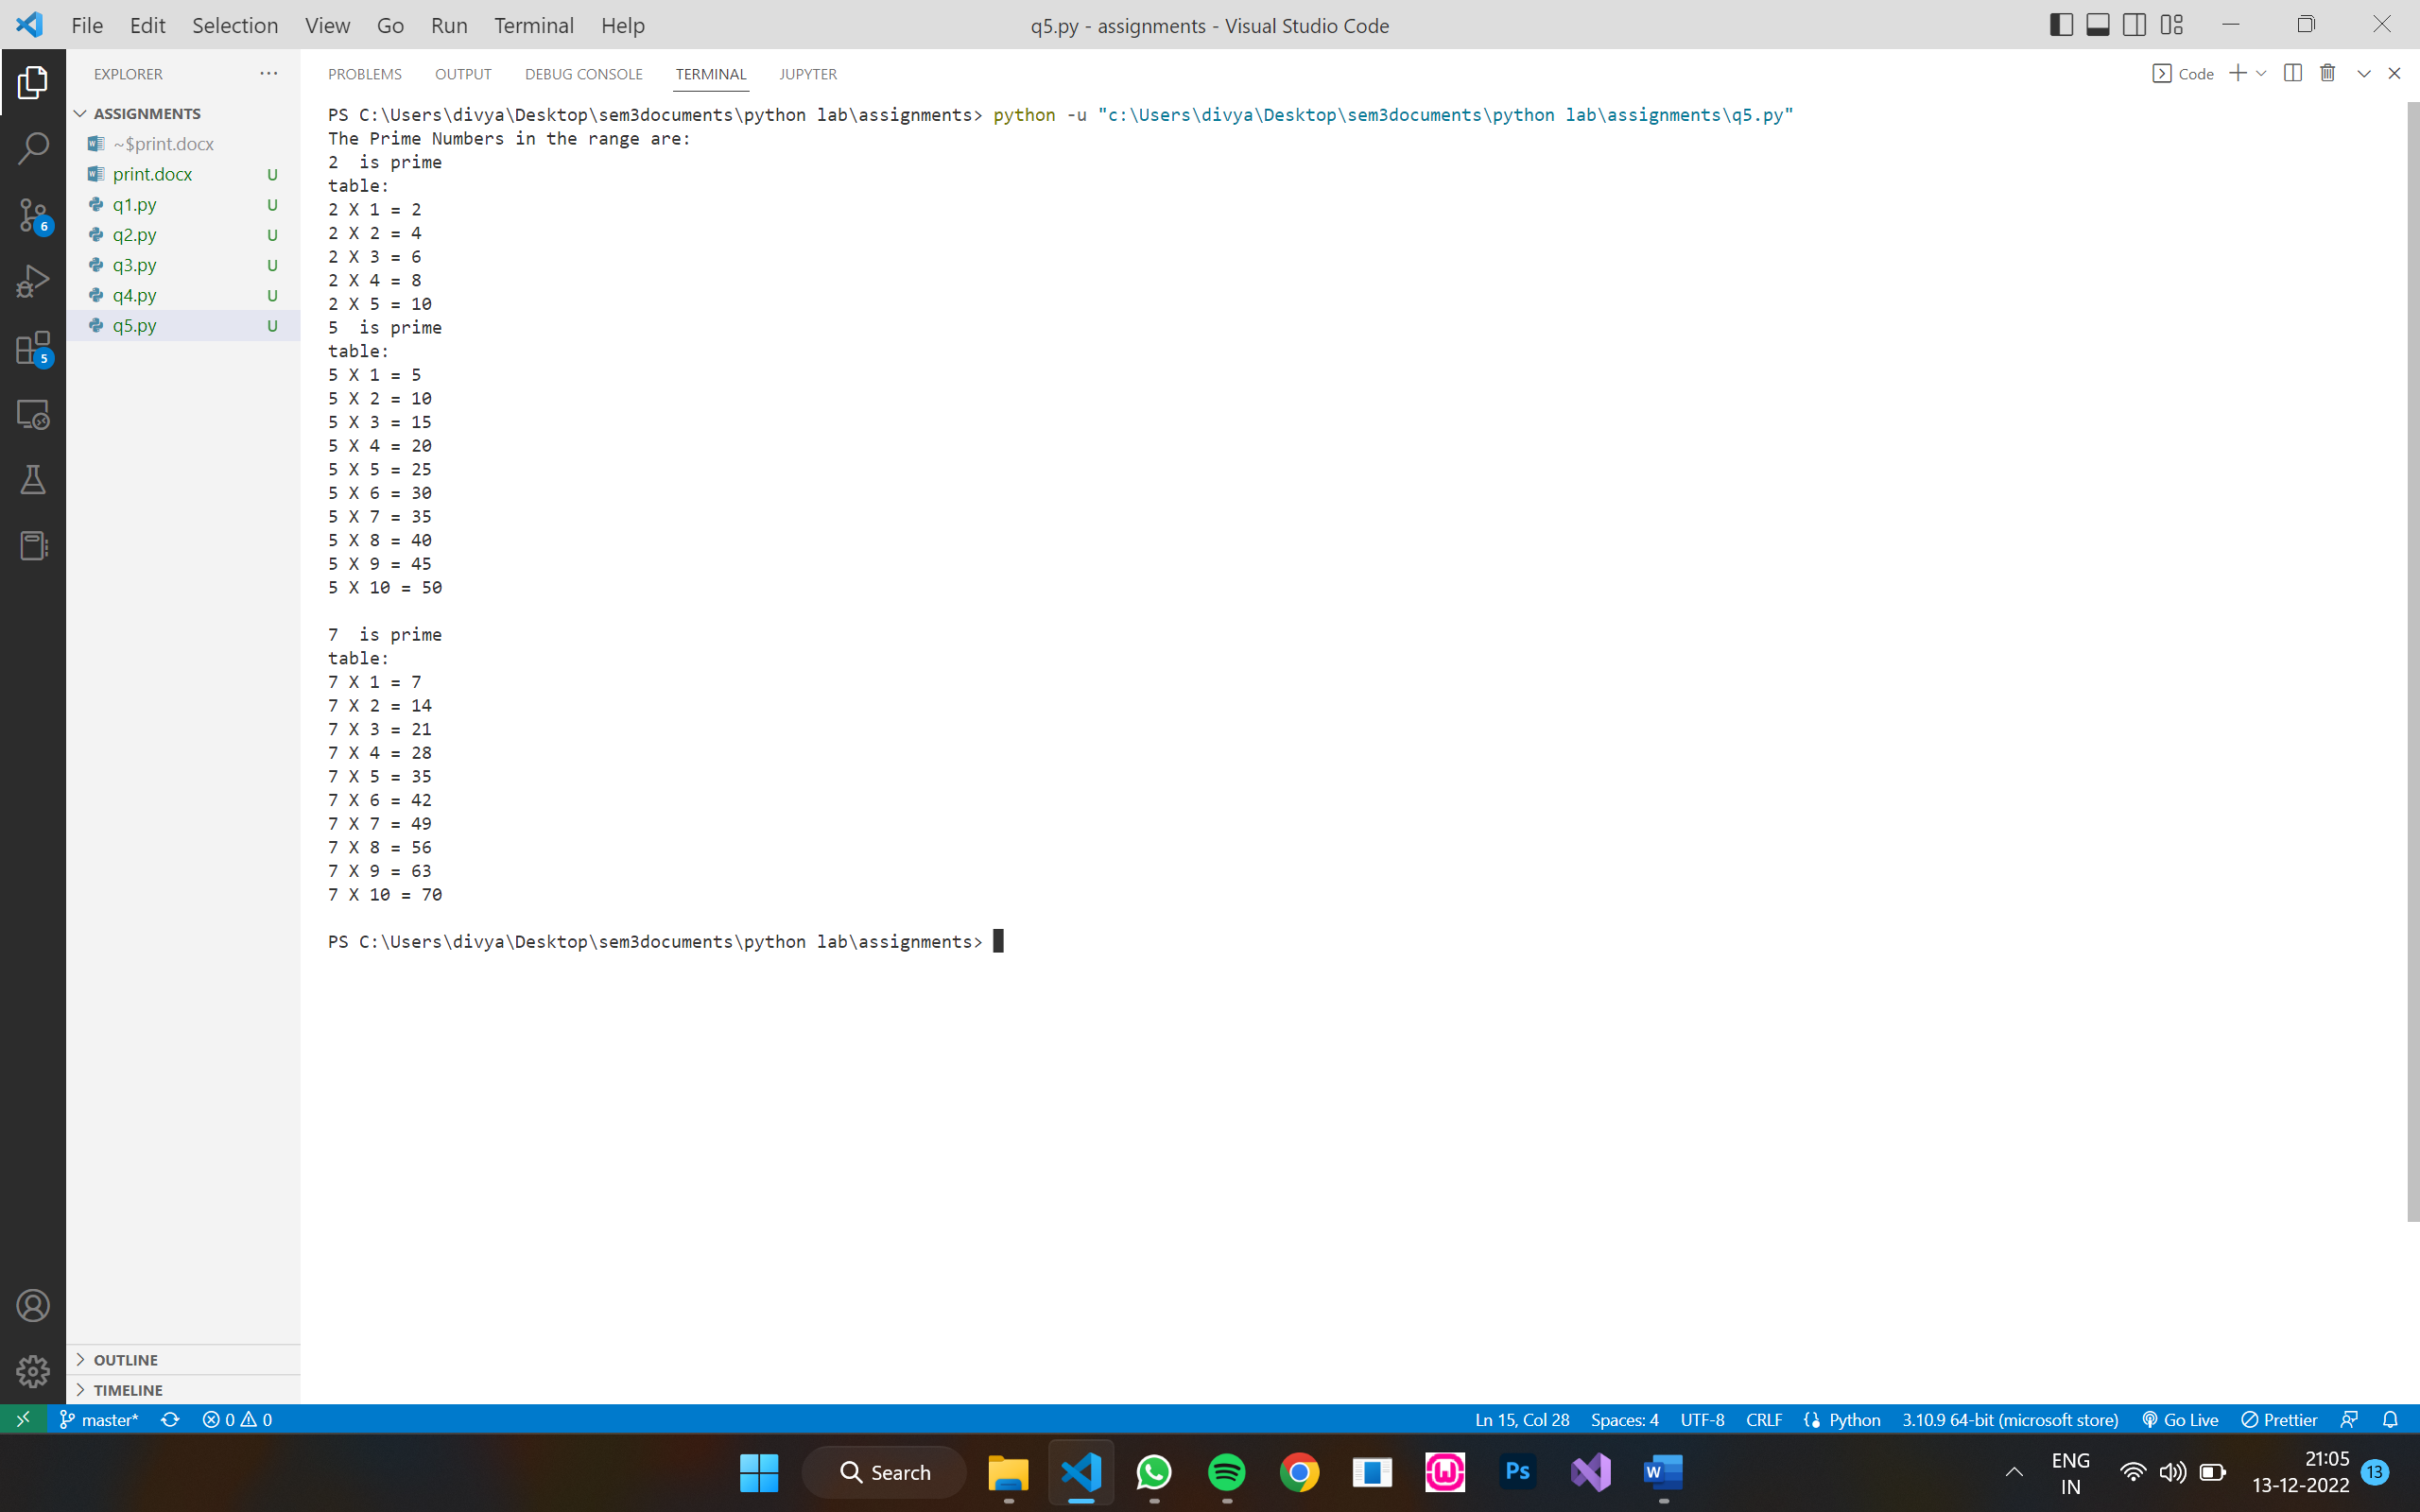 File Edit Selection View Go Run Terminal Help
q5.py - assignments - Visual Studio Code
EXPLORER
ASSIGNMENTS
~$print.docx
print.docx U
q1.py U
q2.py U
q3.py U
q4.py U
q5.py U
6
5
OUTLINE
TIMELINE
PROBLEMS OUTPUT DEBUG CONSOLE TERMINAL JUPYTER
Code
PS C:\Users\divya\Desktop\sem3documents\python lab\assignments> python -u "c:\Users\divya\Desktop\sem3documents\python lab\assignments\q5.py"
The Prime Numbers in the range are:
2  is prime
table:
2 X 1 = 2
2 X 2 = 4
2 X 3 = 6
2 X 4 = 8
2 X 5 = 10
5  is prime
table:
5 X 1 = 5
5 X 2 = 10
5 X 3 = 15
5 X 4 = 20
5 X 5 = 25
5 X 6 = 30
5 X 7 = 35
5 X 8 = 40
5 X 9 = 45
5 X 10 = 50
7  is prime
table:
7 X 1 = 7
7 X 2 = 14
7 X 3 = 21
7 X 4 = 28
7 X 5 = 35
7 X 6 = 42
7 X 7 = 49
7 X 8 = 56
7 X 9 = 63
7 X 10 = 70
PS C:\Users\divya\Desktop\sem3documents\python lab\assignments>
master* 0 0 Ln 15, Col 28 Spaces: 4 UTF-8 CRLF Python 3.10.9 64-bit (microsoft store) Go Live Prettier
Search
Ps
W
ENG
IN
21:05
13-12-2022
13